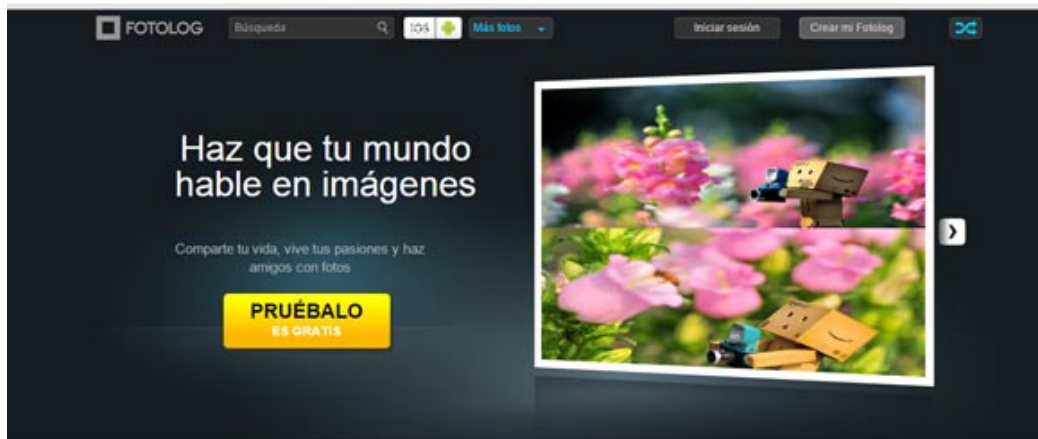 FOTOLOG
Búsqueda
iOS
Más fotos
Iniciar sesión
Crear mi Fotolog
Haz que tu mundo
hable en imágenes
Comparte tu vida, vive tus pasiones y haz
amigos con fotos
PRUÉBALO
ES GRATIS